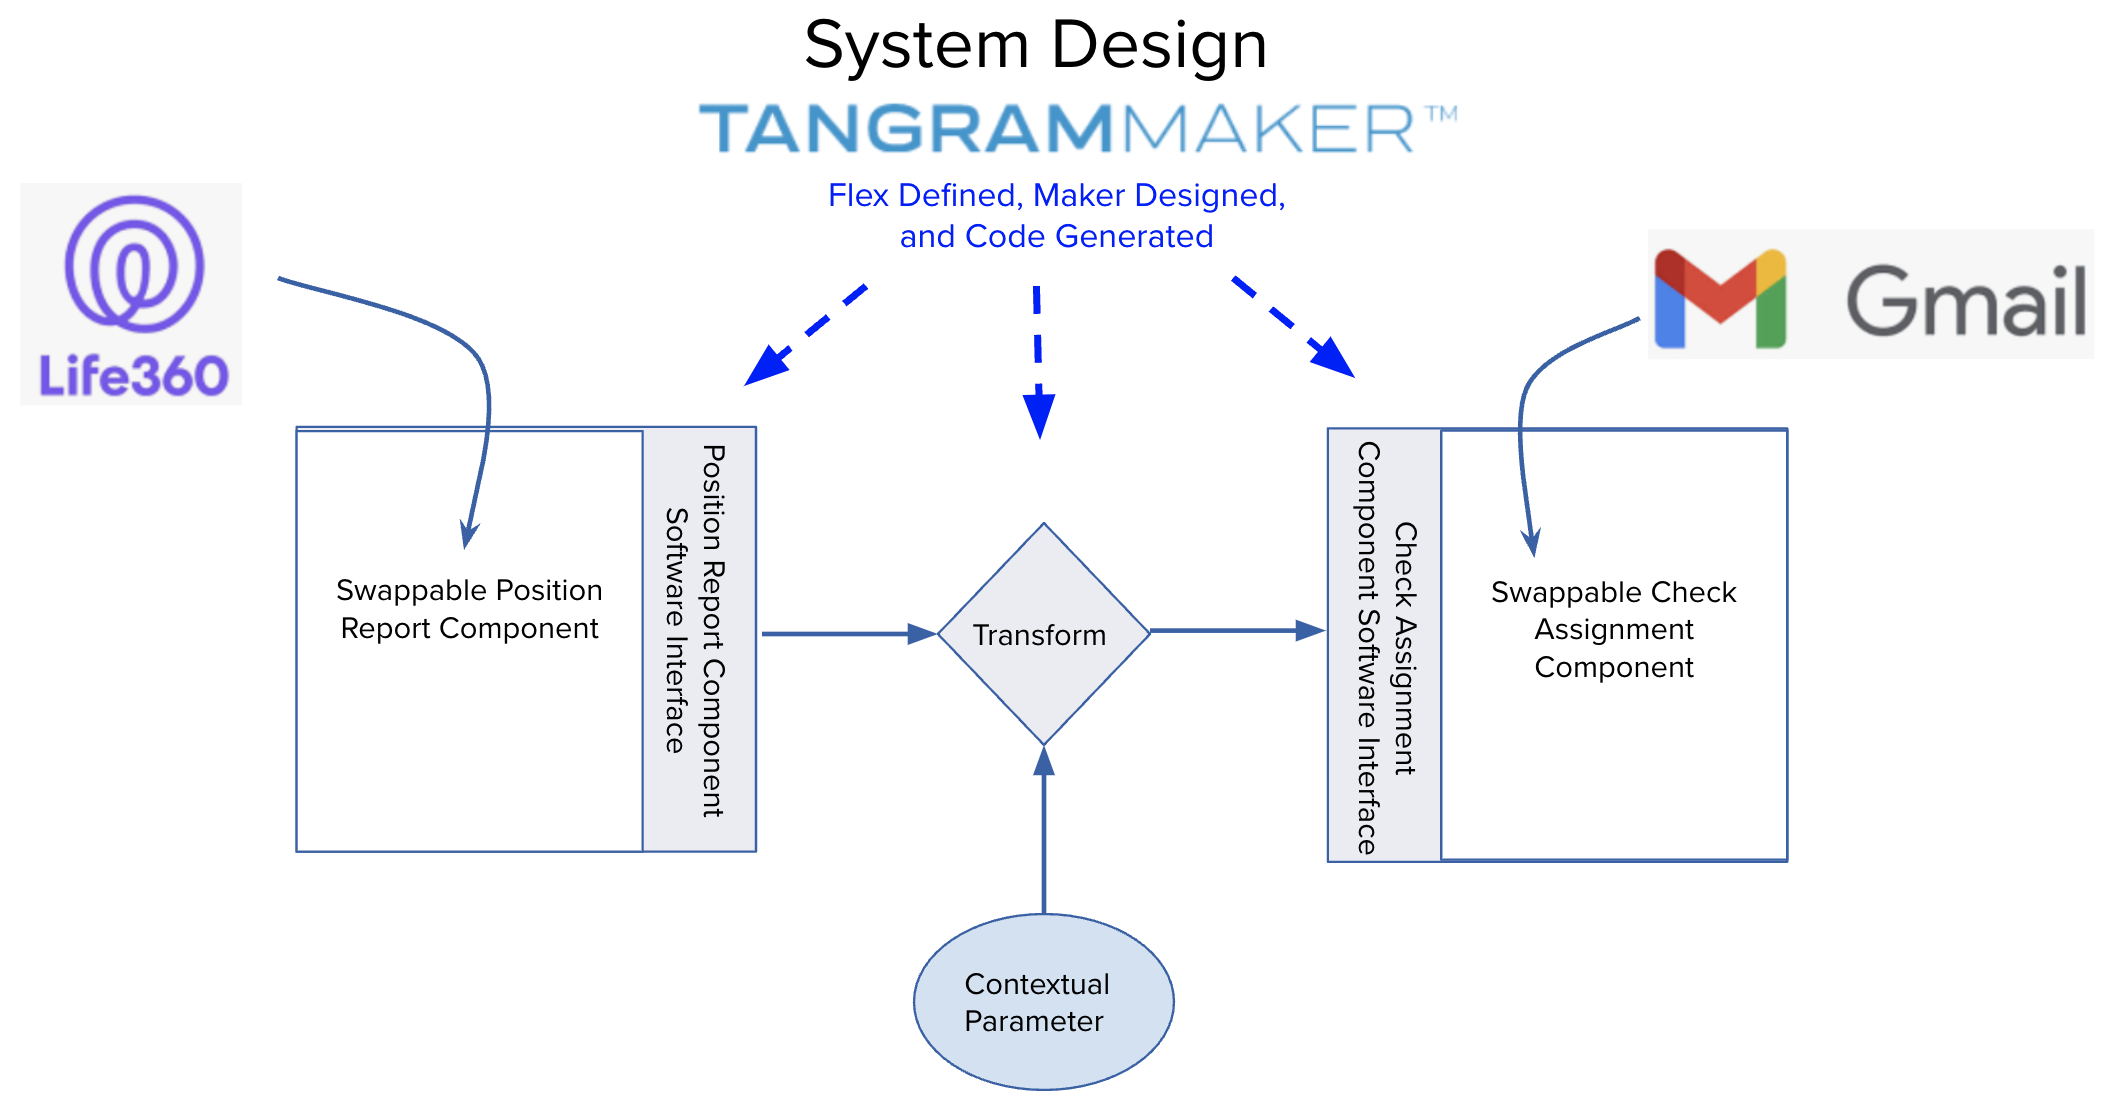 System Design
TANGRAMMAKER™
Flex Defined, Maker Designed,
and Code Generated
Life360
Gmail
Swappable Position
Report Component
Position Report Component
Software Interface
Transform
Check Assignment
Component Software Interface
Swappable Check
Assignment
Component
Contextual
Parameter